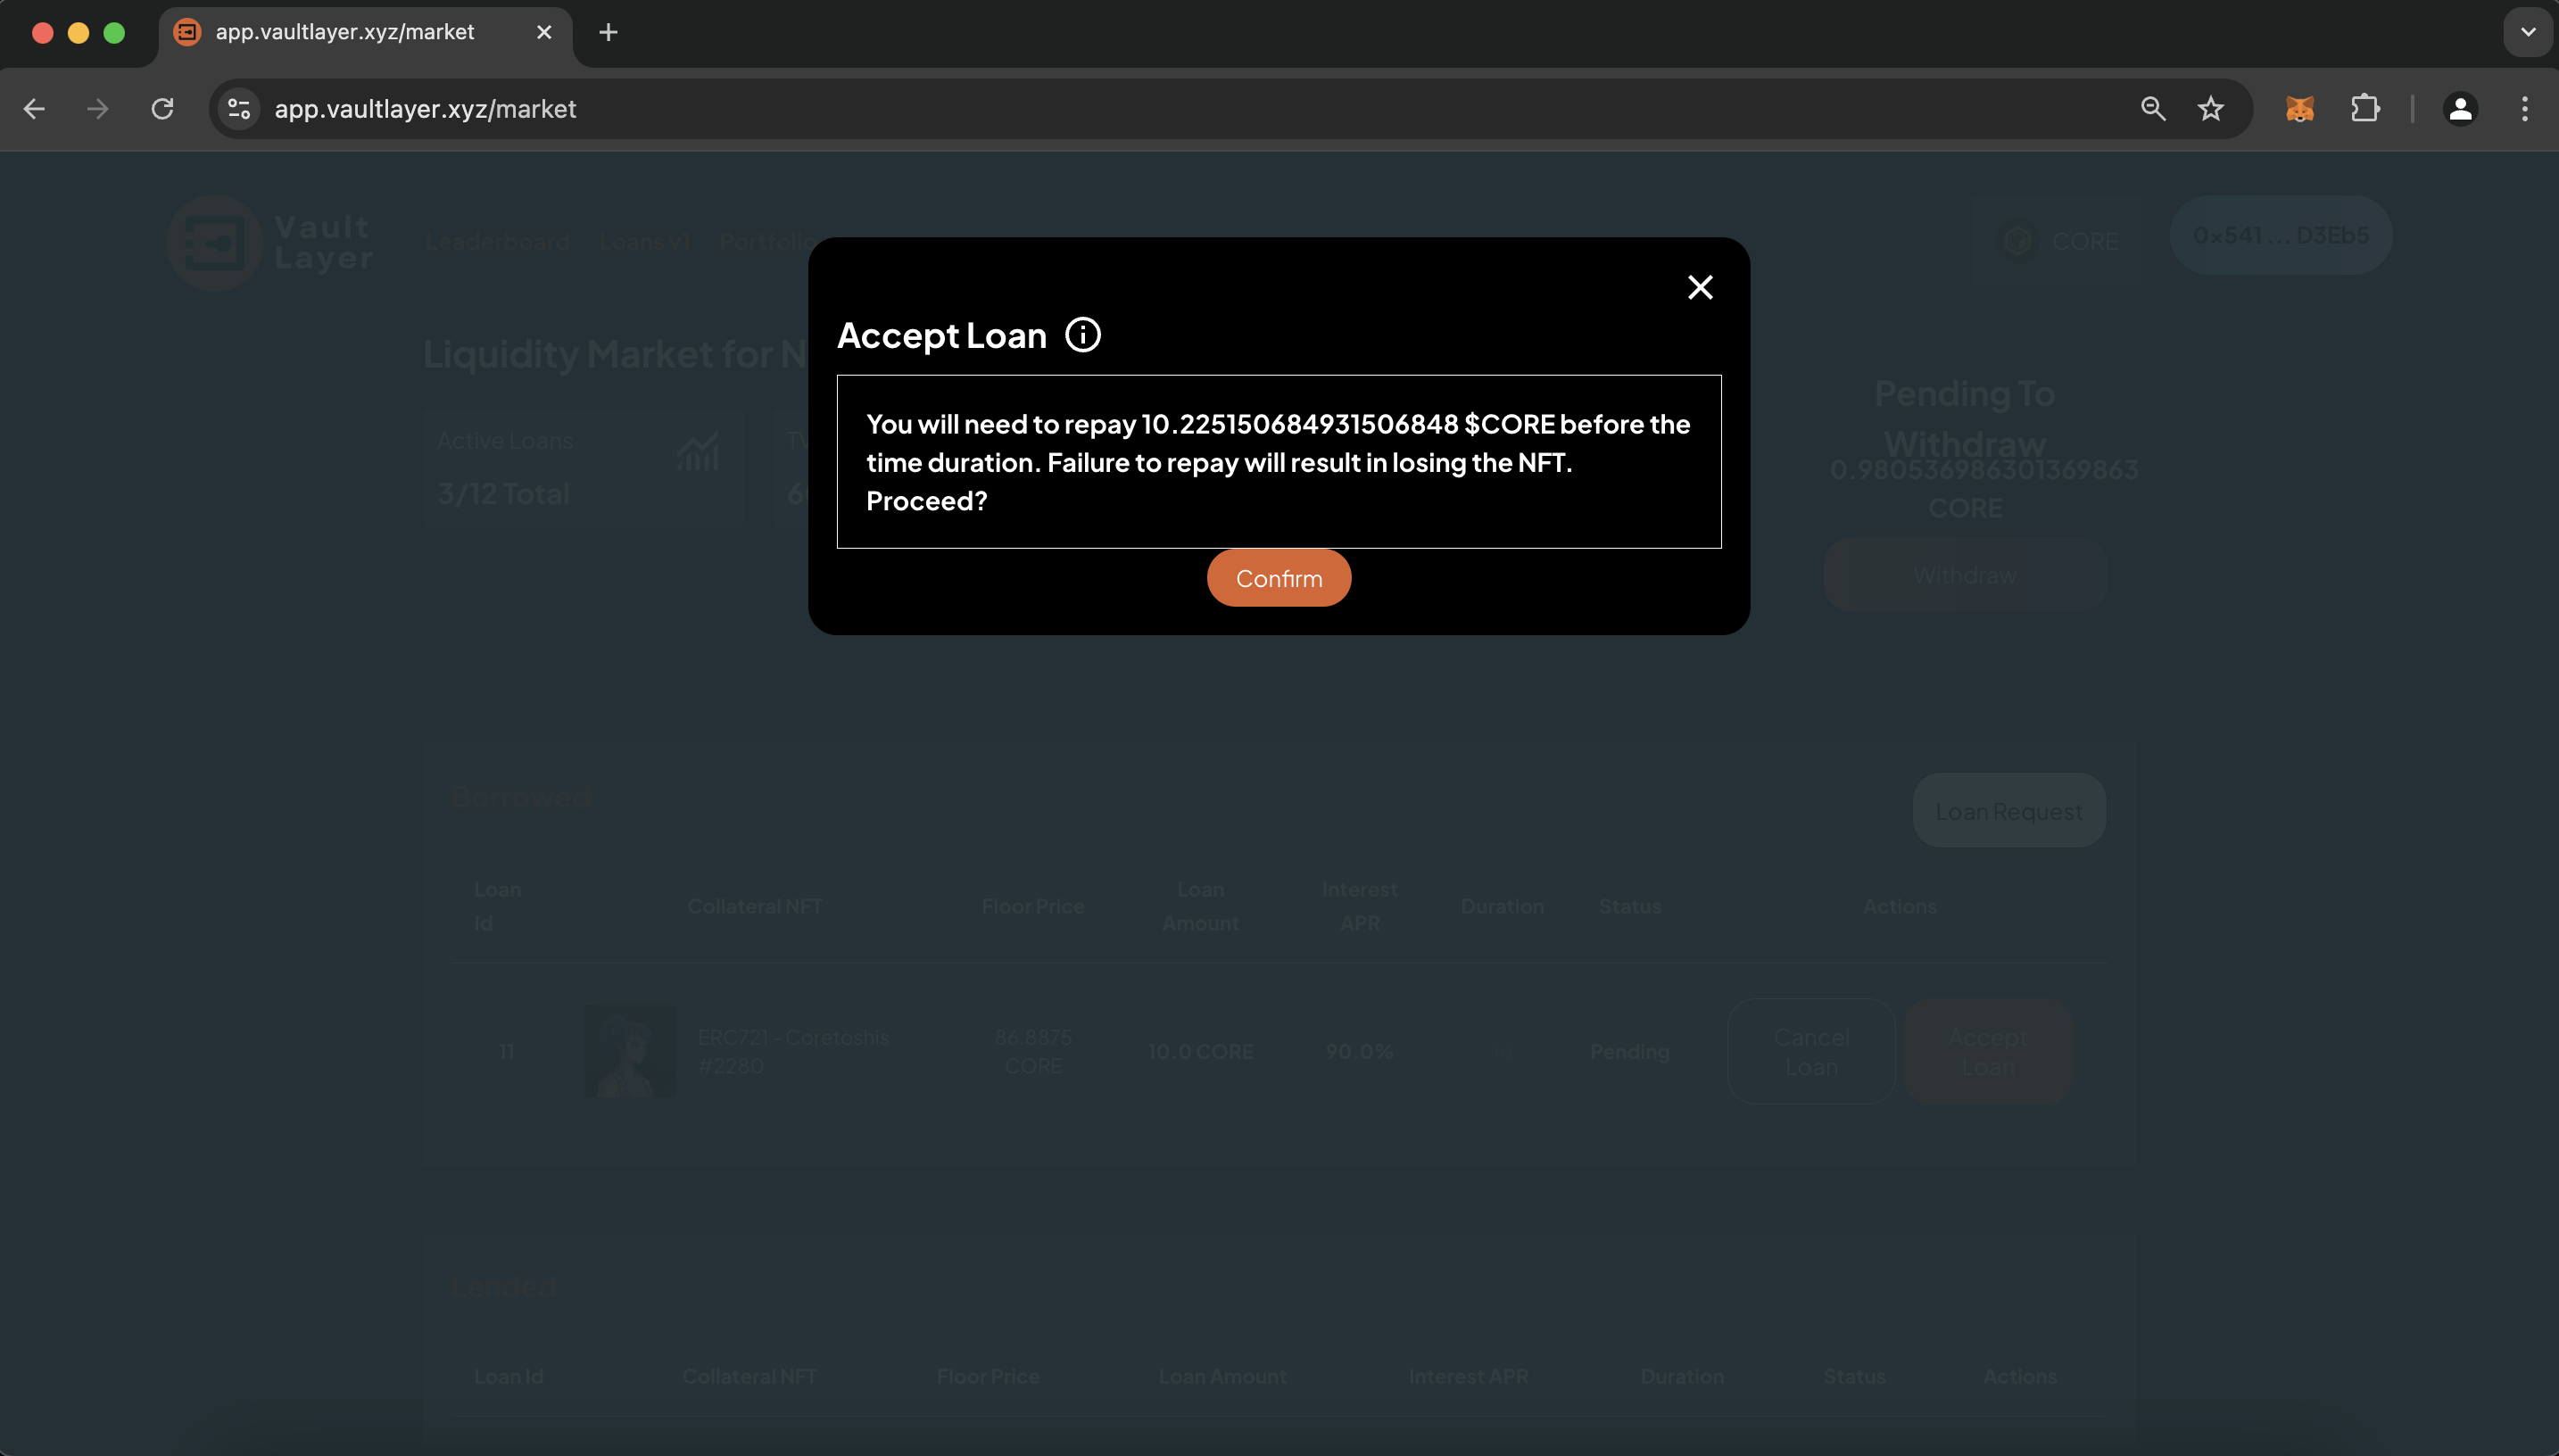 app.vaultlayer.xyz/market
app.vaultlayer.xyz/market
Vault
Layer
Leaderboard
Loans v1
Portfolio
CORE
0x541 ... D3Eb5
Accept Loan
You will need to repay 10.225150684931506848 $CORE before the
time duration. Failure to repay will result in losing the NFT.
Proceed?
Confirm
Liquidity Market for N
Active Loans
3/12 Total
Pending To
Withdraw
0.980536986301369863
CORE
Withdraw
Borrowed
Loan Request
Loan
Id
Collateral NFT
Floor Price
Loan
Amount
Interest
APR
Duration
Status
Actions
11
ERC721 - Coretoshis
#2280
86.8875
CORE
10.0 CORE
90.0%
Pending
Cancel
Loan
Accept
Loan
Lended
Loan Id
Collateral NFT
Floor Price
Loan Amount
Interest APR
Duration
Status
Actions